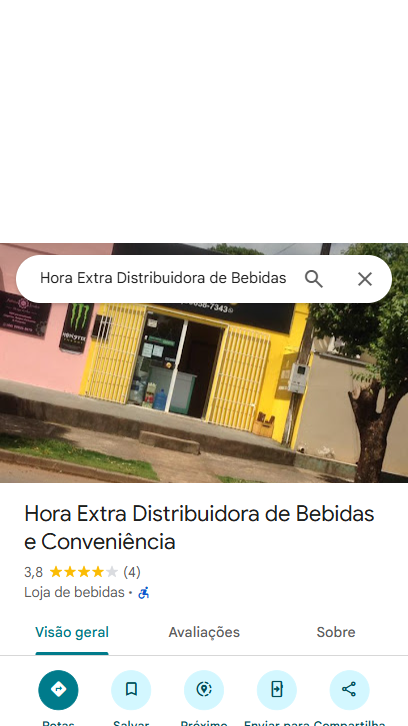 Hora Extra Distribuidora de Bebidas
MONSTER
Hora Extra Distribuidora de Bebidas
e Conveniência
3,8 (4)
Loja de bebidas ·
Visão geral
Avaliações
Sobre
Rotas
Salvar
Próximo
Enviar para
Compartilha